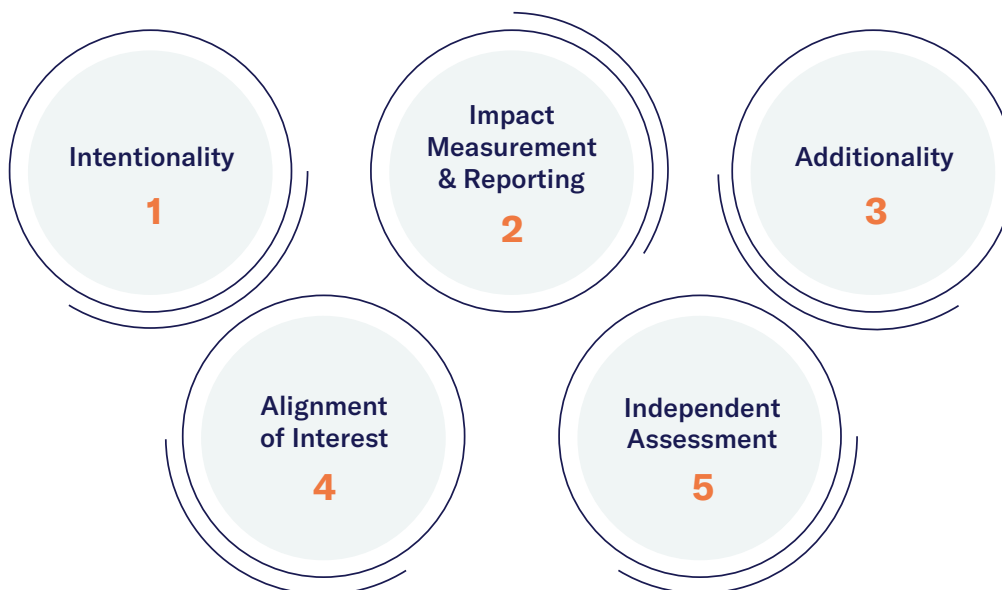 Intentionality
1
Impact
Measurement
& Reporting
2
Additionality
3
Alignment
of Interest
4
Independent
Assessment
5